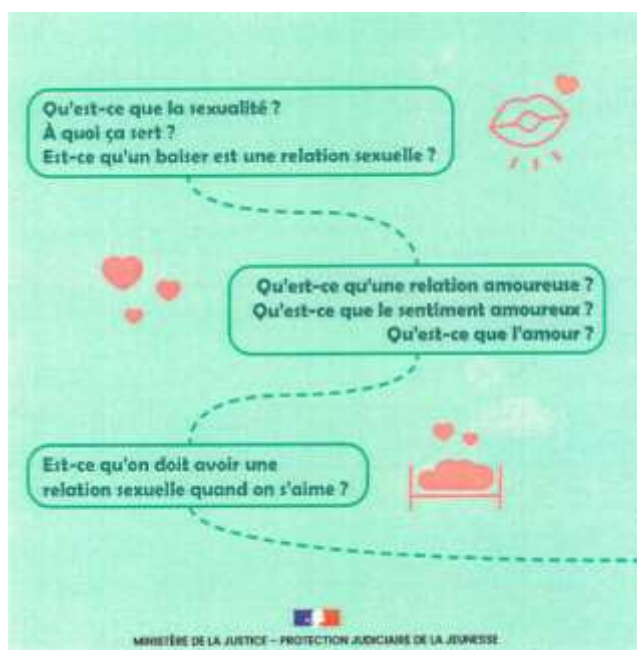 Qu'est-ce que la sexualité ?
À quoi ça sert ?
Est-ce qu'un baiser est une relation sexuelle ?
Qu'est-ce qu'une relation amoureuse ?
Qu'est-ce que le sentiment amoureux ?
Qu'est-ce que l'amour ?
Est-ce qu'on doit avoir une
relation sexuelle quand on s'aime ?
MINISTÈRE DE LA JUSTICE – PROTECTION JUDICIAIRE DE LA JEUNESSE